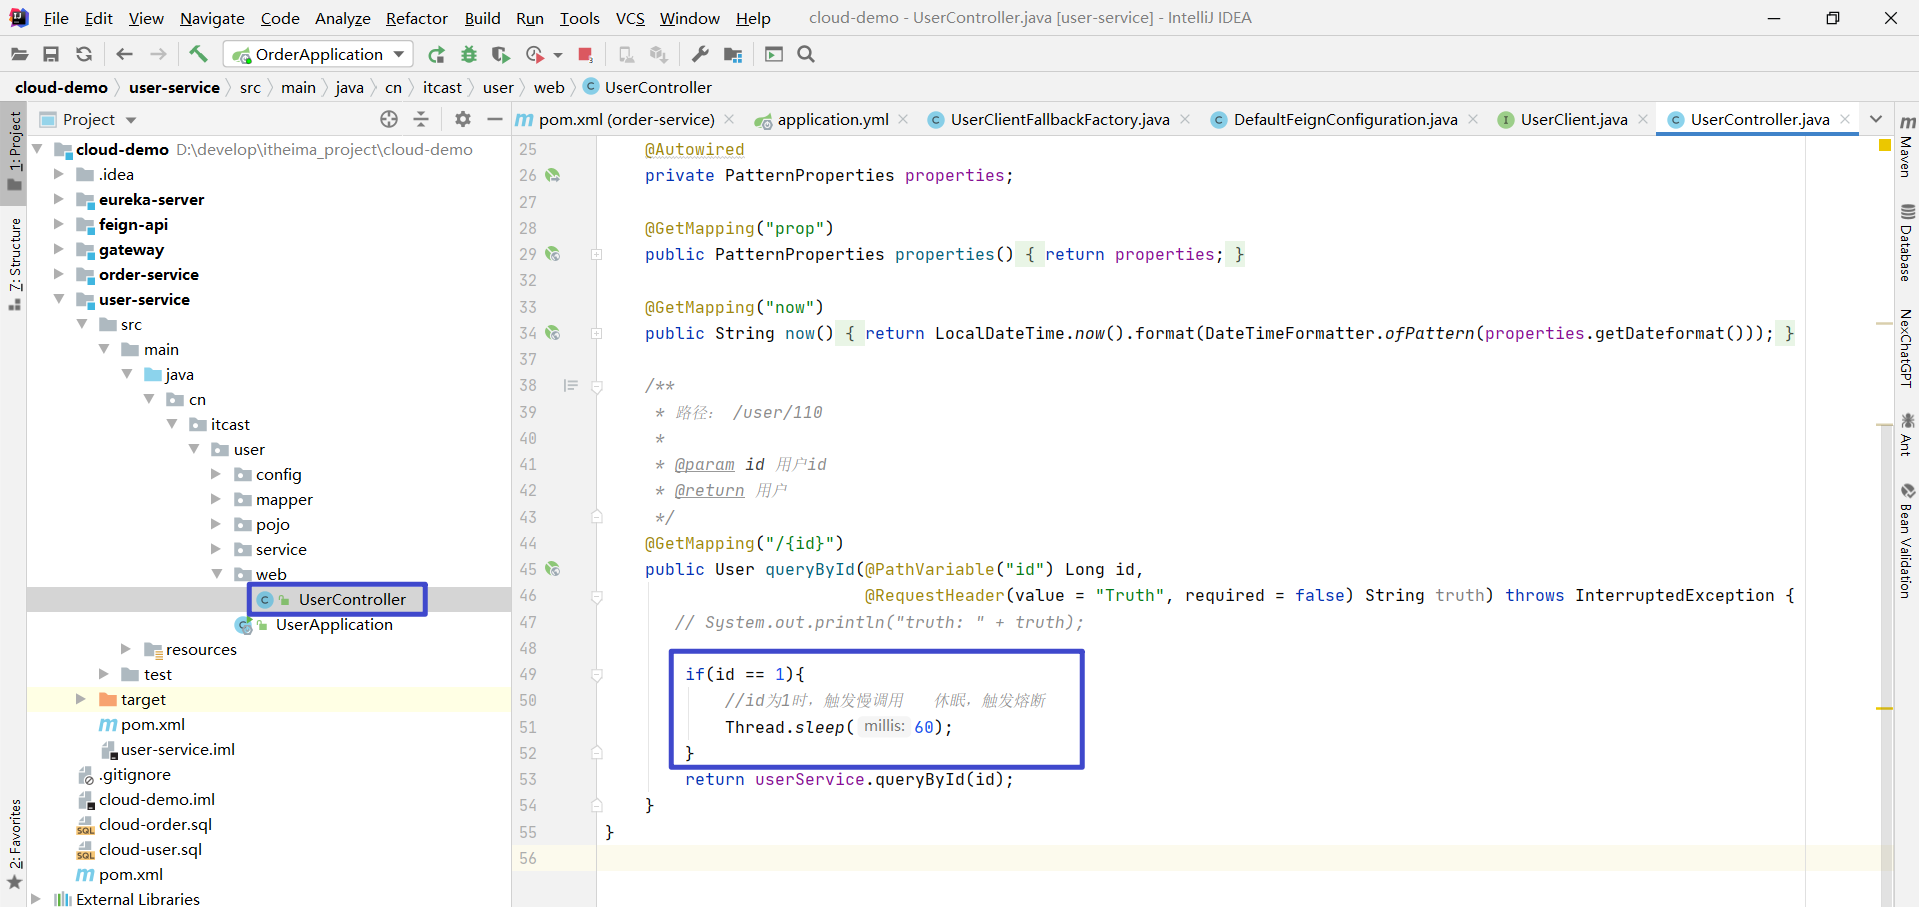 File Edit View Navigate Code Analyze Refactor Build Run Tools VCS Window Help cloud-demo - UserController.java [user-service] - IntelliJ IDEA
OrderApplication
cloud-demo user-service src main java cn itcast user web UserController
Project
pom.xml (order-service) application.yml UserClientFallbackFactory.java DefaultFeignConfiguration.java UserClient.java UserController.java
1: Project
7: Structure
2: Favorites
cloud-demo D:\develop\itheima_project\cloud-demo
.idea
eureka-server
feign-api
gateway
order-service
user-service
src
main
java
cn
itcast
user
config
mapper
pojo
service
web
UserController
UserApplication
resources
test
target
pom.xml
user-service.iml
.gitignore
cloud-demo.iml
cloud-order.sql
cloud-user.sql
pom.xml
External Libraries
25 @Autowired
26 private PatternProperties properties;
27
28 @GetMapping("prop")
29 public PatternProperties properties() { return properties; }
32
33 @GetMapping("now")
34 public String now() { return LocalDateTime.now().format(DateTimeFormatter.ofPattern(properties.getDateformat())); }
37
38 /**
39 * 路径： /user/110
40 *
41 * @param id 用户id
42 * @return 用户
43 */
44 @GetMapping("/{id}")
45 public User queryById(@PathVariable("id") Long id,
46 @RequestHeader(value = "Truth", required = false) String truth) throws InterruptedException {
47 // System.out.println("truth: " + truth);
48
49 if(id == 1){
50 //id为1时，触发慢调用 休眠，触发熔断
51 Thread.sleep( millis: 60);
52 }
53 return userService.queryById(id);
54 }
55 }
56
Maven
Database
NexChatGPT
Ant
Bean Validation